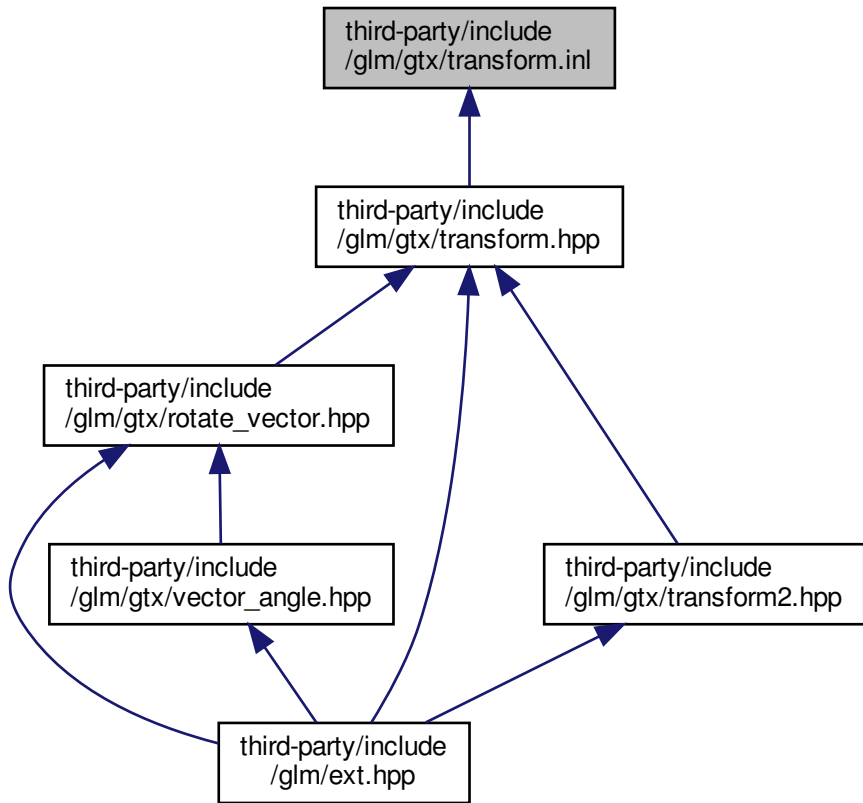 third-party/include
/glm/gtx/transform.inl
third-party/include
/glm/gtx/transform.hpp
third-party/include
/glm/gtx/rotate_vector.hpp
third-party/include
/glm/gtx/vector_angle.hpp
third-party/include
/glm/gtx/transform2.hpp
third-party/include
/glm/ext.hpp